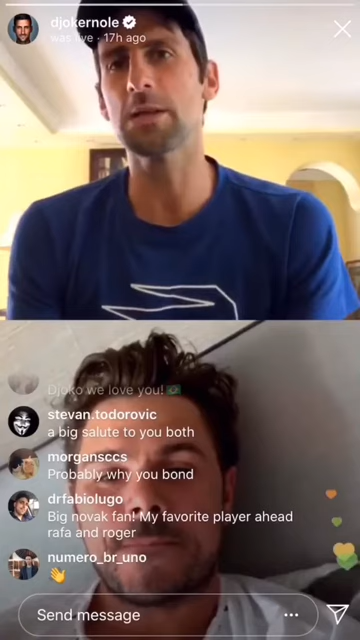 djokernole
was live · 17h ago
Djoko we love you! 🇧🇷
stevan.todorovic
a big salute to you both
morgansccs
Probably why you bond
drfabiolugo
Big novak fan! My favorite player ahead
rafa and roger
numero_br_uno
👋
Send message